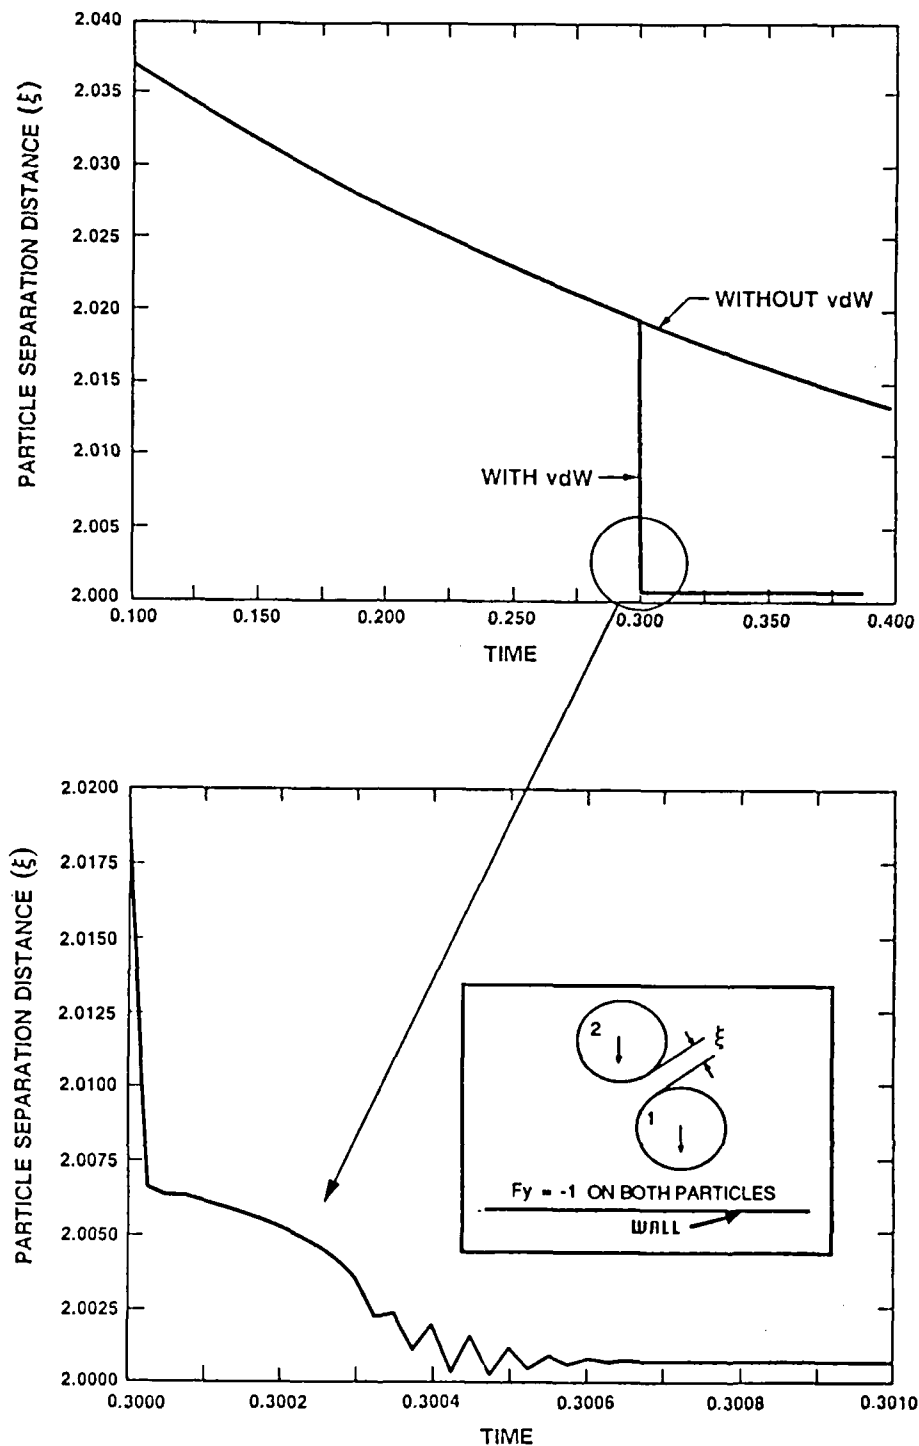 2.040
2.035
2.030
2.025
2.020
2.015
2.010
2.005
2.000
PARTICLE SEPARATION DISTANCE (ξ)
WITHOUT vdW
WITH vdW
0.100 0.150 0.200 0.250 0.300 0.350 0.400
TIME
2.0200
2.0175
2.0150
2.0125
2.0100
2.0075
2.0050
2.0025
2.0000
PARTICLE SEPARATION DISTANCE (ξ)
2
ξ
1
Fy = -1 ON BOTH PARTICLES
WALL
0.3000 0.3002 0.3004 0.3006 0.3008 0.3010
TIME